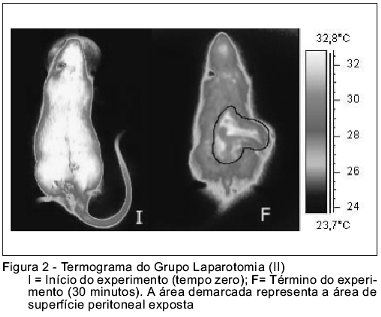 32,8°C
32
30
28
26
24
23,7°C
I
F
Figura 2 - Termograma do Grupo Laparotomia (II)
I = Início do experimento (tempo zero); F= Término do experi-
mento (30 minutos). A área demarcada representa a área de
superfície peritoneal exposta